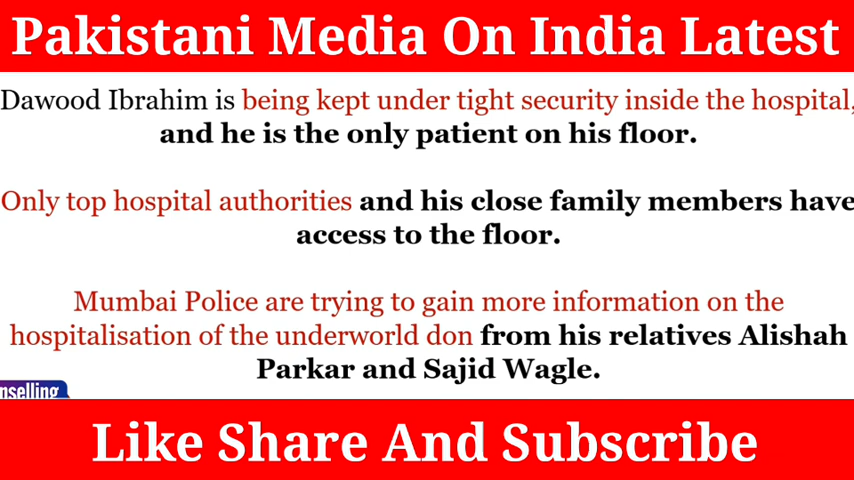 Pakistani Media On India Latest
Dawood Ibrahim is being kept under tight security inside the hospital,
and he is the only patient on his floor.
Only top hospital authorities and his close family members have
access to the floor.
Mumbai Police are trying to gain more information on the
hospitalisation of the underworld don from his relatives Alishah
Parkar and Sajid Wagle.
nselling
Like Share And Subscribe